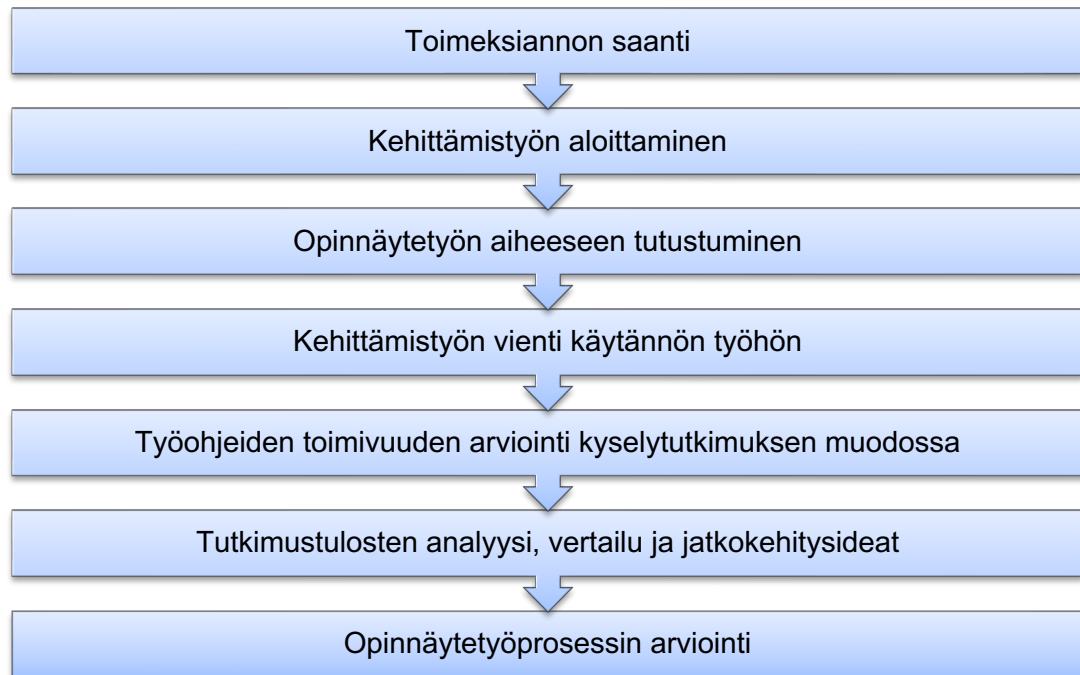 Toimeksiannon saanti
Kehittämistyön aloittaminen
Opinnäytetyön aiheeseen tutustuminen
Kehittämistyön vienti käytännön työhön
Työohjeiden toimivuuden arviointi kyselytutkimuksen muodossa
Tutkimustulosten analyysi, vertailu ja jatkokehitysideat
Opinnäytetyöprosessin arviointi